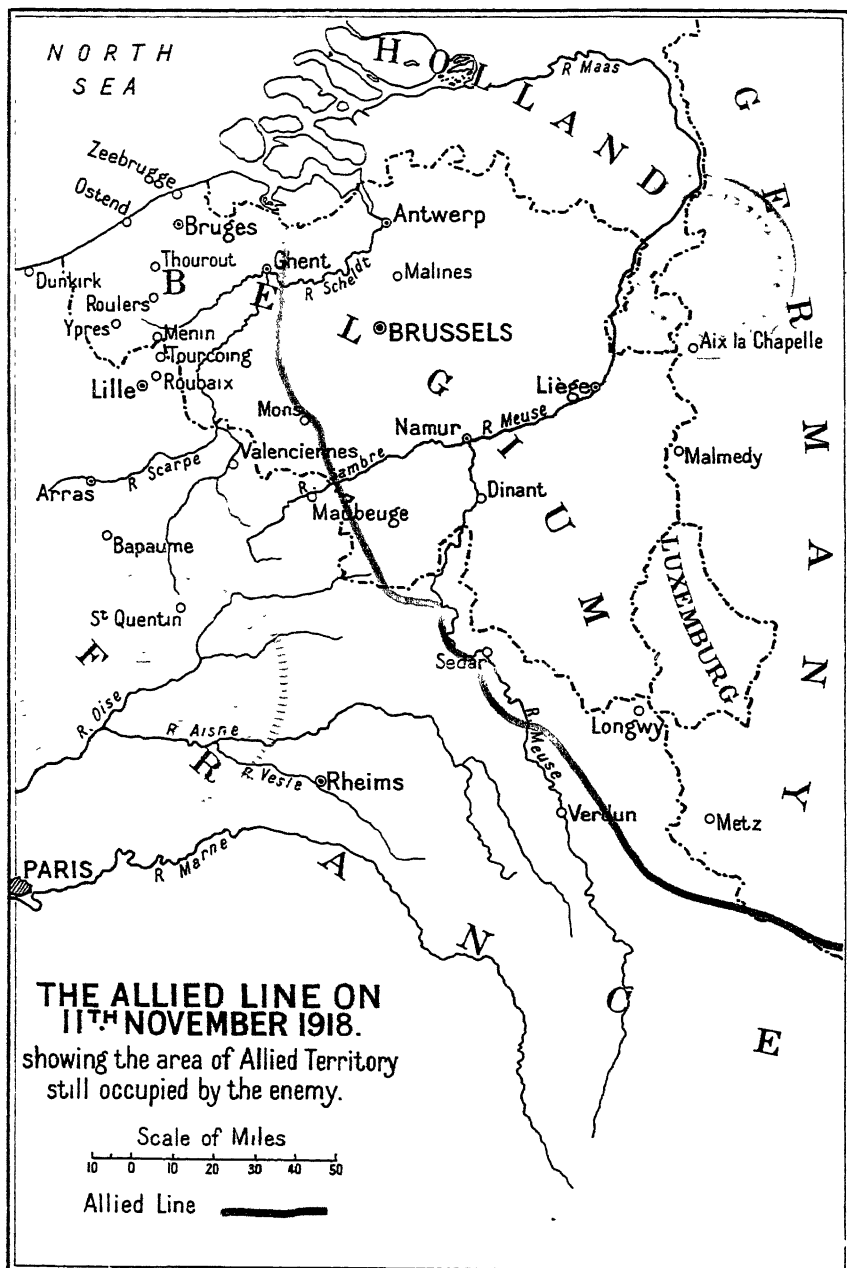 NORTH
SEA
HOLLAND
R Maas
GERMANY
Zeebrugge
Ostend
Bruges
Antwerp
Dunkirk
Thourout
Ghent
R Scheldt
Malines
BELGIUM
Roulers
Ypres
Menin
BRUSSELS
Tourcoing
Aix la Chapelle
Lille
Roubaix
Liège
Mons
Namur
R Meuse
Valenciennes
R Scarpe
R. Sambre
Malmedy
Arras
Maubeuge
Dinant
Bapaume
LUXEMBURG
St Quentin
FRANCE
Sedan
R. Oise
Longwy
R Aisne
R. Meuse
R. Vesle
Rheims
Verdun
Metz
PARIS
R Marne
THE ALLIED LINE ON
11TH NOVEMBER 1918.
showing the area of Allied Territory
still occupied by the enemy.
Scale of Miles
10 0 10 20 30 40 50
Allied Line